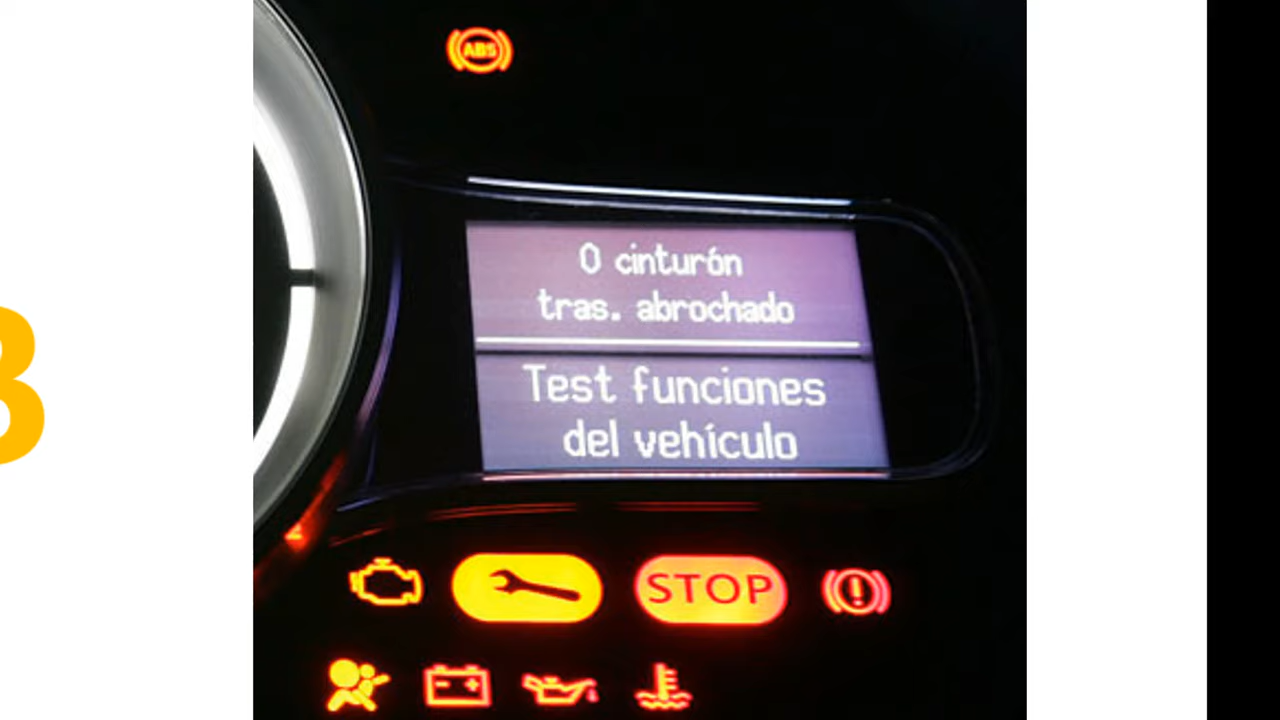 ABS
0 cinturón
tras. abrochado
Test funciones
del vehículo
STOP